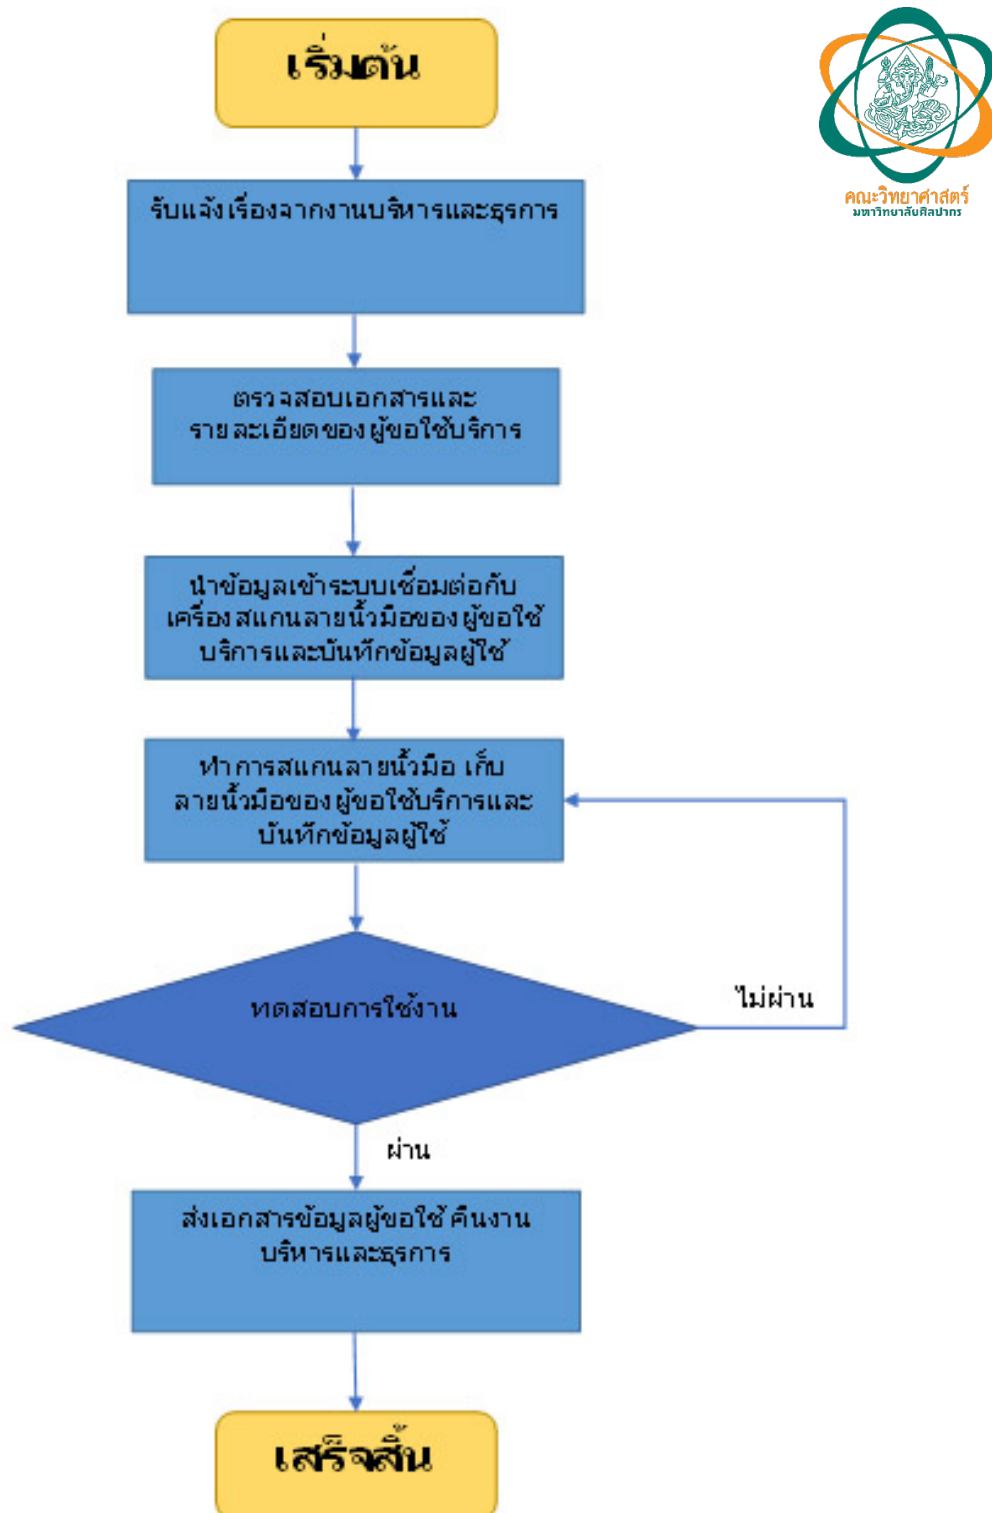 เริ่มต้น
คณะวิทยาศาสตร์
มหาวิทยาลัยศิลปากร
รับแจ้งเรื่องจากงานบริหารและธุรการ
ตรวจสอบเอกสารและ
รายละเอียดของผู้ขอใช้บริการ
นำข้อมูลเข้าระบบเชื่อมต่อกับ
เครื่องสแกนลายนิ้วมือของผู้ขอใช้
บริการและบันทึกข้อมูลผู้ใช้
ทำการสแกนลายนิ้วมือ เก็บ
ลายนิ้วมือของผู้ขอใช้บริการและ
บันทึกข้อมูลผู้ใช้
ทดสอบการใช้งาน
ไม่ผ่าน
ผ่าน
ส่งเอกสารข้อมูลผู้ขอใช้ คืนงาน
บริหารและธุรการ
เสร็จสิ้น